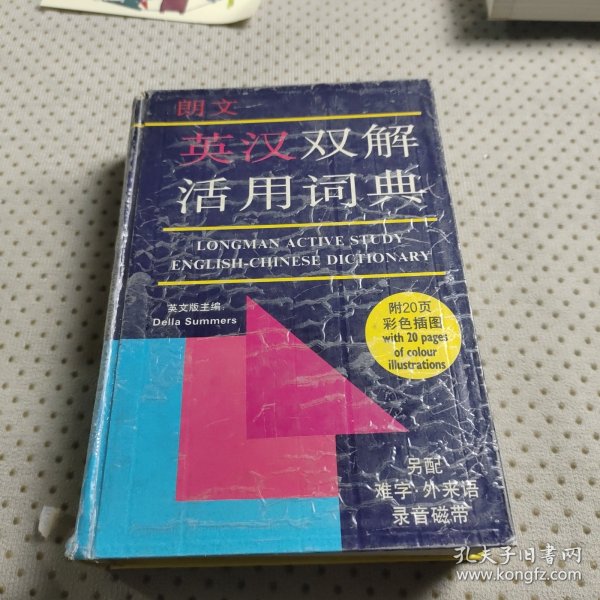 朗文
英汉双解
活用词典
LONGMAN ACTIVE STUDY
ENGLISH-CHINESE DICTIONARY
英文版主编
Della Summers
附20页
彩色插图
with 20 pages
of colour
illustrations
另配
难字·外来语
录音磁带
孔夫子旧书网
www.kongfz.com